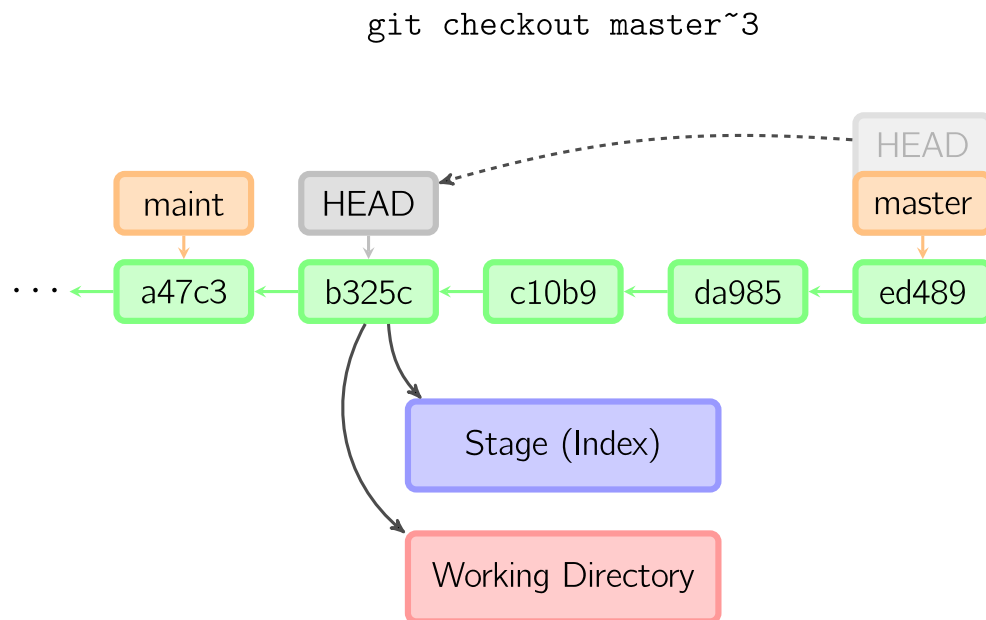 git checkout master~3
HEAD
maint
HEAD
master
...
a47c3
b325c
c10b9
da985
ed489
Stage (Index)
Working Directory